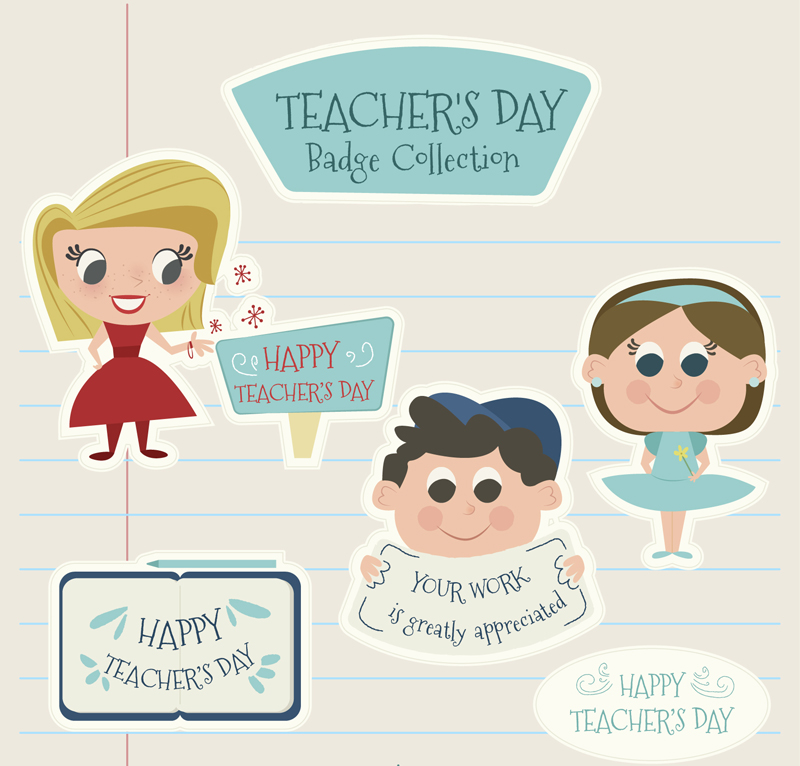 TEACHER'S DAY
Badge Collection
HAPPY
TEACHER'S DAY
YOUR WORK
is greatly appreciated
HAPPY
TEACHER'S DAY
HAPPY
TEACHER'S DAY